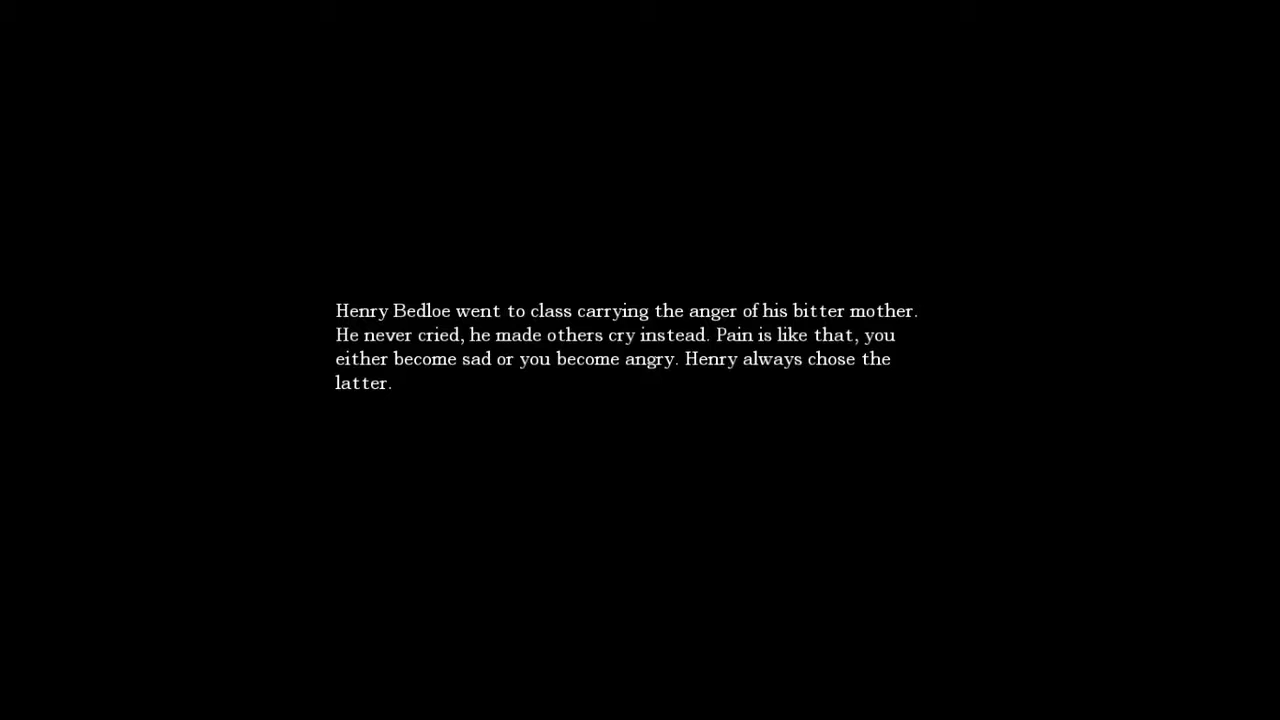 Henry Bedloe went to class carrying the anger of his bitter mother.
He never cried, he made others cry instead. Pain is like that, you
either become sad or you become angry. Henry always chose the
latter.